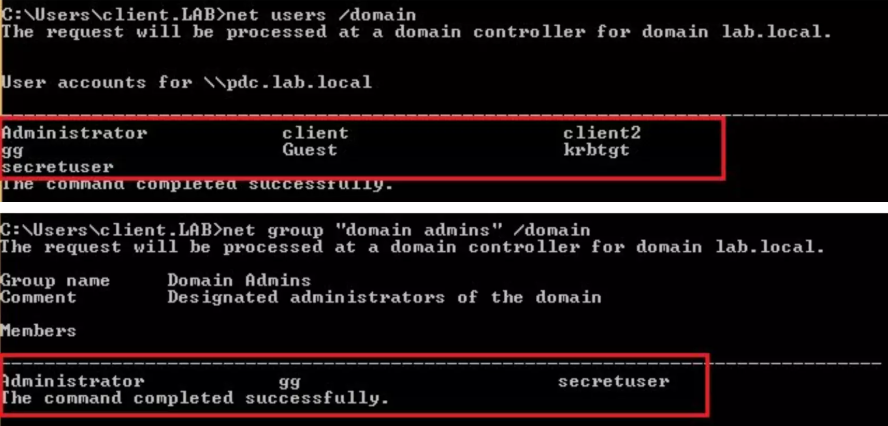 C:\Users\client.LAB>net users /domain
The request will be processed at a domain controller for domain lab.local.
User accounts for \\pdc.lab.local
-------------------------------------------------------------------------------
Administrator client client2
gg Guest krbtgt
secretuser
The command completed successfully.
C:\Users\client.LAB>net group "domain admins" /domain
The request will be processed at a domain controller for domain lab.local.
Group name Domain Admins
Comment Designated administrators of the domain
Members
-------------------------------------------------------------------------------
Administrator gg secretuser
The command completed successfully.